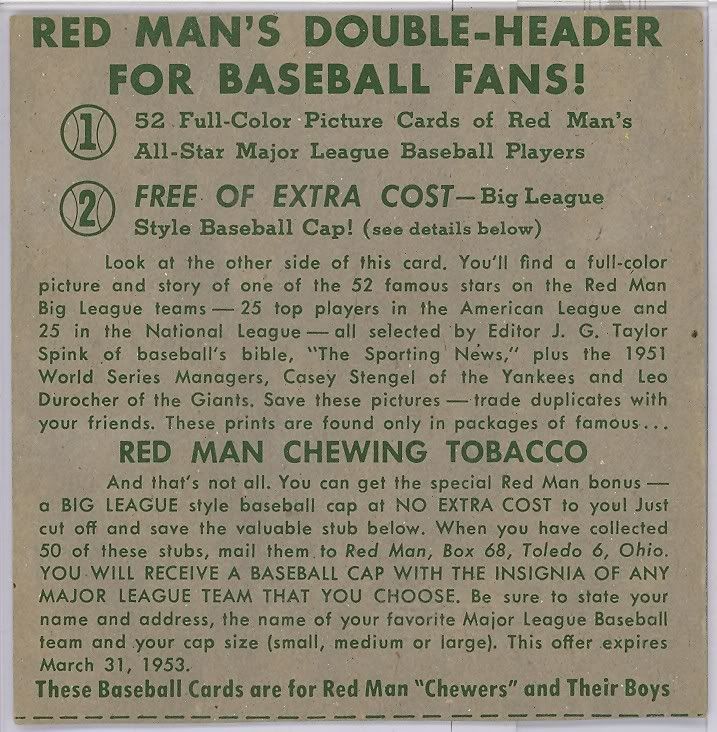 RED MAN'S DOUBLE-HEADER
FOR BASEBALL FANS!
1 52 Full-Color Picture Cards of Red Man's
All-Star Major League Baseball Players
2 FREE OF EXTRA COST—Big League
Style Baseball Cap! (see details below)
Look at the other side of this card. You'll find a full-color
picture and story of one of the 52 famous stars on the Red Man
Big League teams — 25 top players in the American League and
25 in the National League — all selected by Editor J. G. Taylor
Spink of baseball's bible, "The Sporting News," plus the 1951
World Series Managers, Casey Stengel of the Yankees and Leo
Durocher of the Giants. Save these pictures — trade duplicates with
your friends. These prints are found only in packages of famous...
RED MAN CHEWING TOBACCO
And that's not all. You can get the special Red Man bonus —
a BIG LEAGUE style baseball cap at NO EXTRA COST to you! Just
cut off and save the valuable stub below. When you have collected
50 of these stubs, mail them to Red Man, Box 68, Toledo 6, Ohio.
YOU WILL RECEIVE A BASEBALL CAP WITH THE INSIGNIA OF ANY
MAJOR LEAGUE TEAM THAT YOU CHOOSE. Be sure to state your
name and address, the name of your favorite Major League Baseball
team and your cap size (small, medium or large). This offer expires
March 31, 1953.
These Baseball Cards are for Red Man "Chewers" and Their Boys